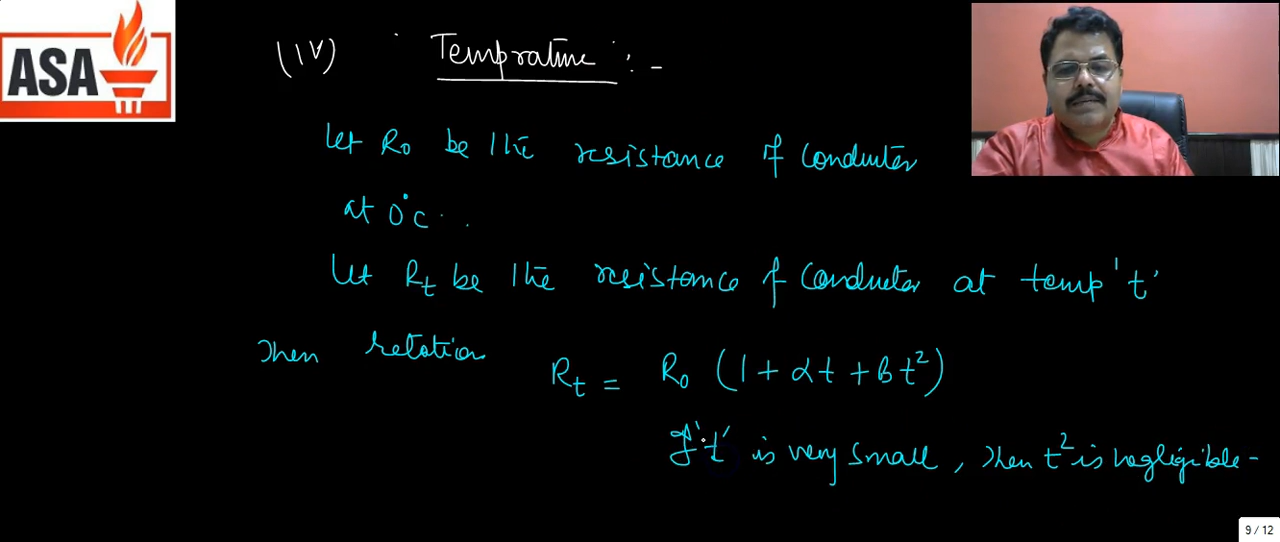 ASA
(IV) Temprature :-
Let R₀ be the resistance of conductor
at 0°C.
Let Rt be the resistance of conductor at temp 't'
Then relation
Rt = R₀ (1 + αt + βt²)
If 't' is very small, then t² is negligible -
9 / 12